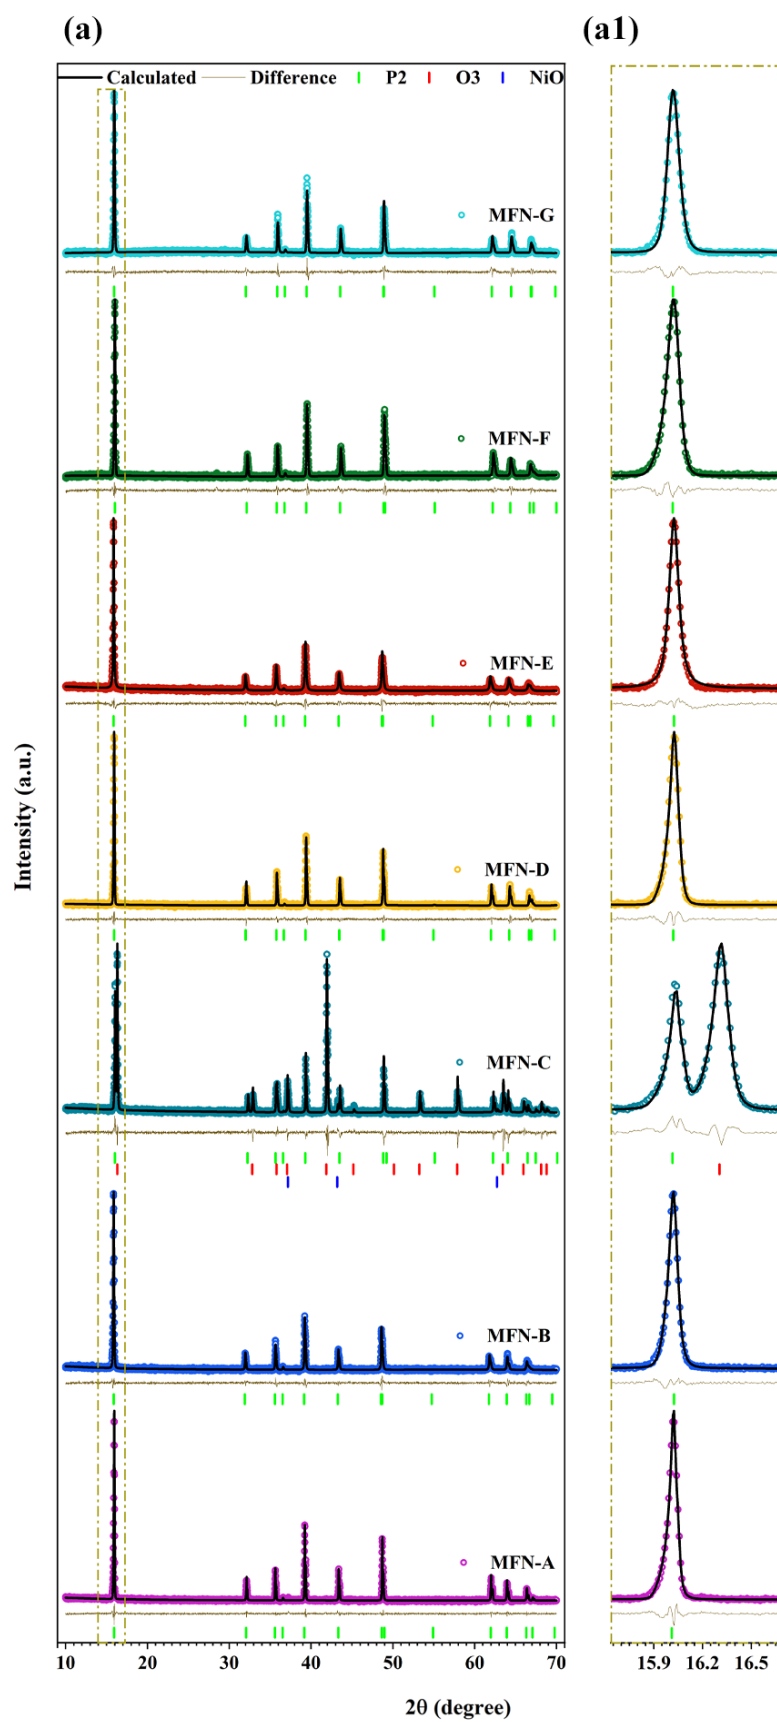 (a) (a1)
Calculated Difference P2 O3 NiO
MFN-G
MFN-F
MFN-E
MFN-D
MFN-C
MFN-B
MFN-A
Intensity (a.u.)
10 20 30 40 50 60 70 15.9 16.2 16.5
2θ (degree)